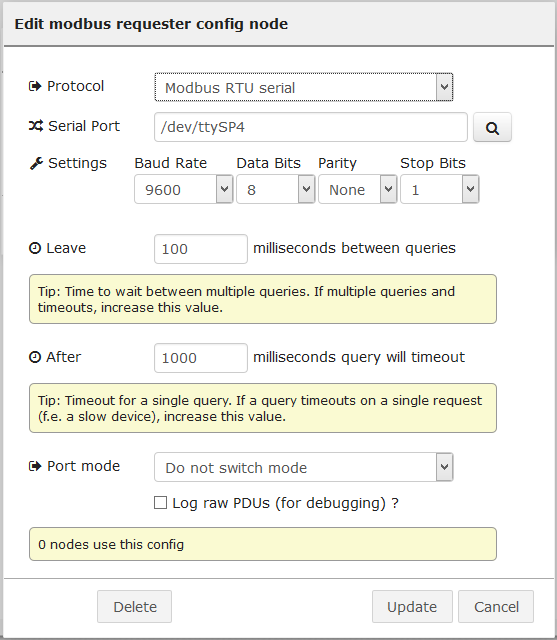 Edit modbus requester config node
Protocol Modbus RTU serial
Serial Port /dev/ttySP4
Settings Baud Rate Data Bits Parity Stop Bits
9600 8 None 1
Leave 100 milliseconds between queries
Tip: Time to wait between multiple queries. If multiple queries and
timeouts, increase this value.
After 1000 milliseconds query will timeout
Tip: Timeout for a single query. If a query timeouts on a single request
(f.e. a slow device), increase this value.
Port mode Do not switch mode
Log raw PDUs (for debugging) ?
0 nodes use this config
Delete Update Cancel